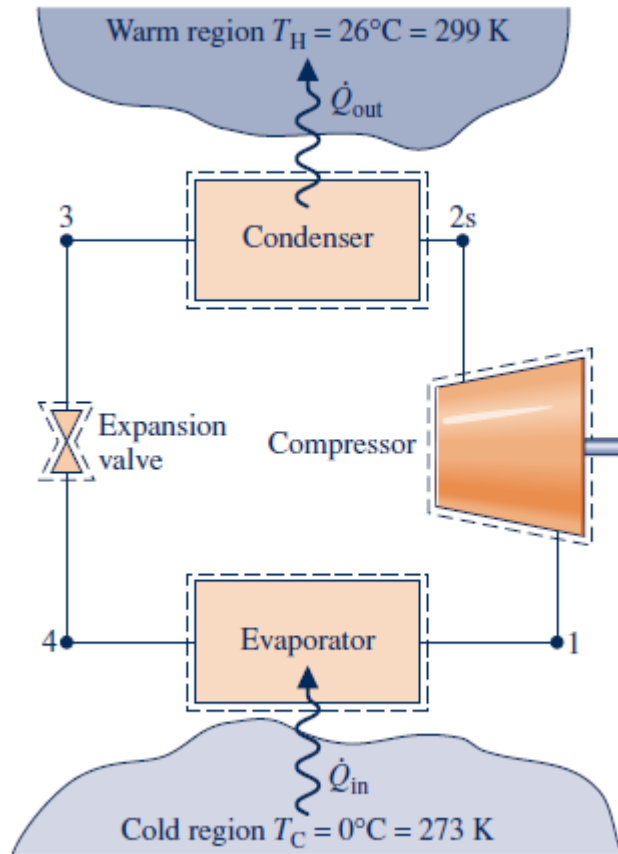 Warm region T_H = 26°C = 299 K
Q̇_out
3
2s
Condenser
Expansion
valve
Compressor
4
Evaporator
1
Q̇_in
Cold region T_C = 0°C = 273 K